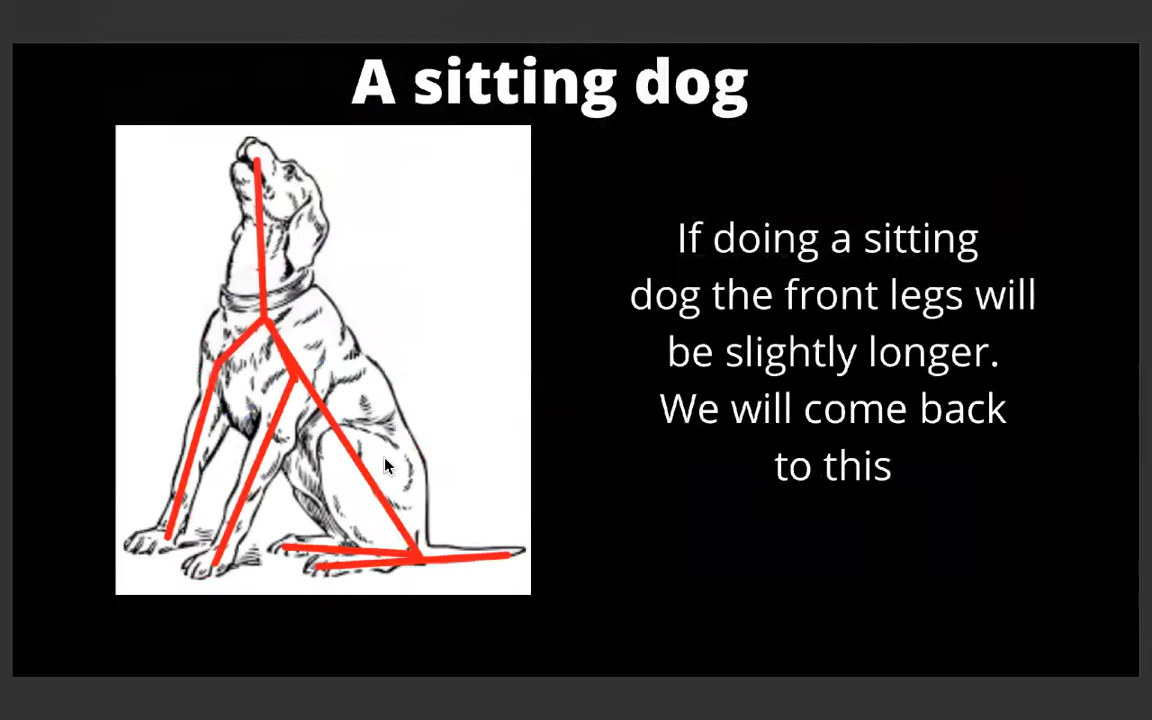 A sitting dog
If doing a sitting
dog the front legs will
be slightly longer.
We will come back
to this